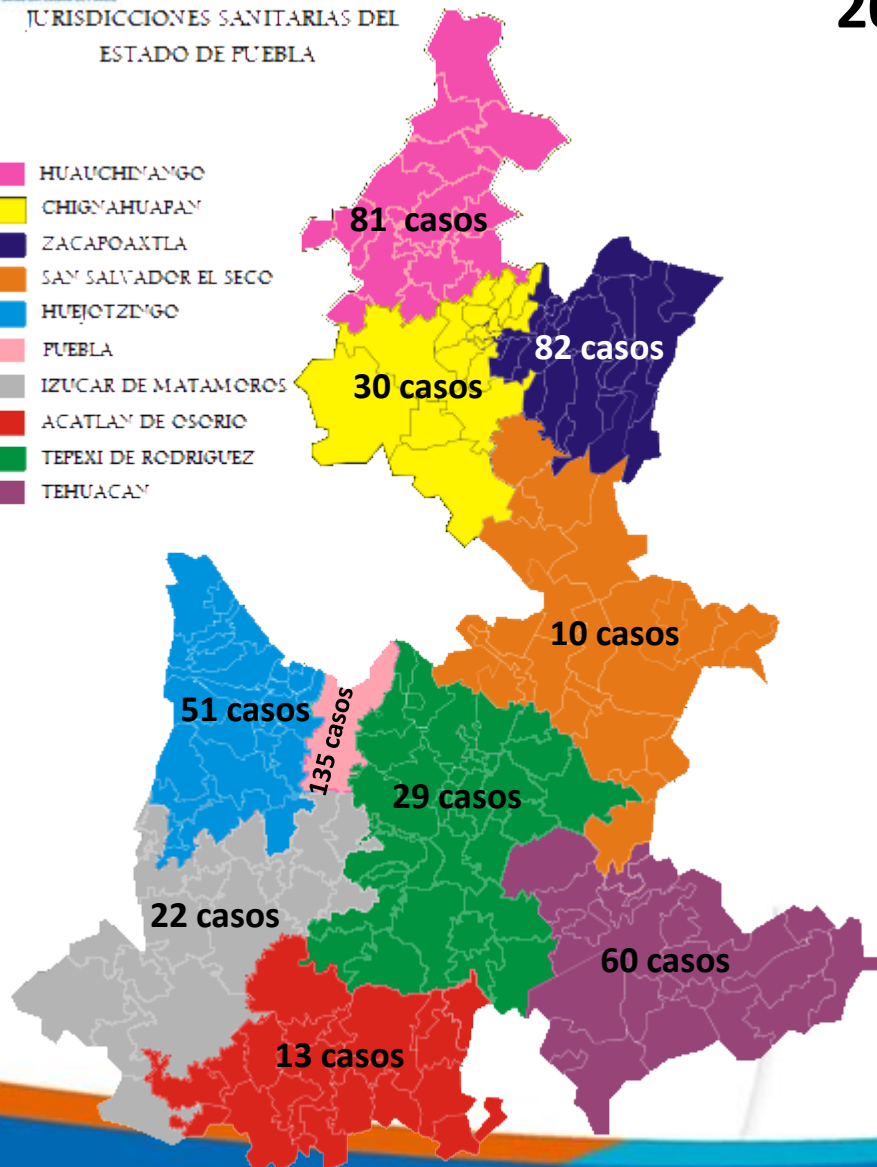 JURISDICCIONES SANITARIAS DEL
ESTADO DE PUEBLA
HUAUCHINANGO
CHIGNAHUAPAN
ZACAPOAXTLA
SAN SALVADOR EL SECO
HUEJOTZINGO
PUEBLA
IZUCAR DE MATAMOROS
ACATLAN DE OSORIO
TEPEXI DE RODRIGUEZ
TEHUACAN
81 casos
82 casos
30 casos
10 casos
51 casos
135 casos
29 casos
22 casos
60 casos
13 casos